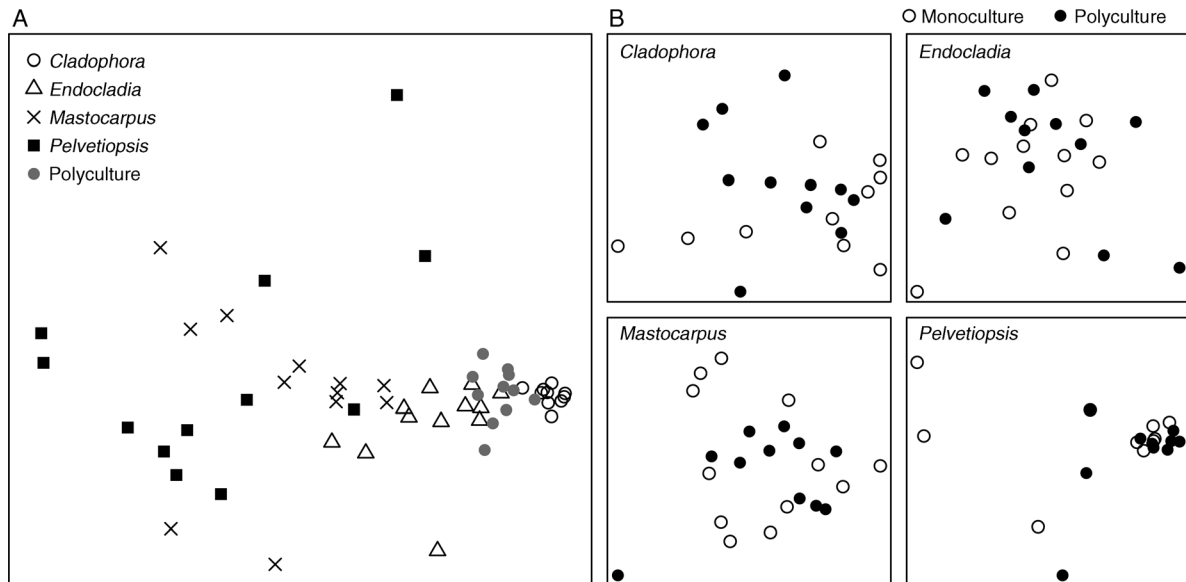 A
Cladophora
Endocladia
Mastocarpus
Pelvetiopsis
Polyculture
B
Monoculture Polyculture
Cladophora
Endocladia
Mastocarpus
Pelvetiopsis